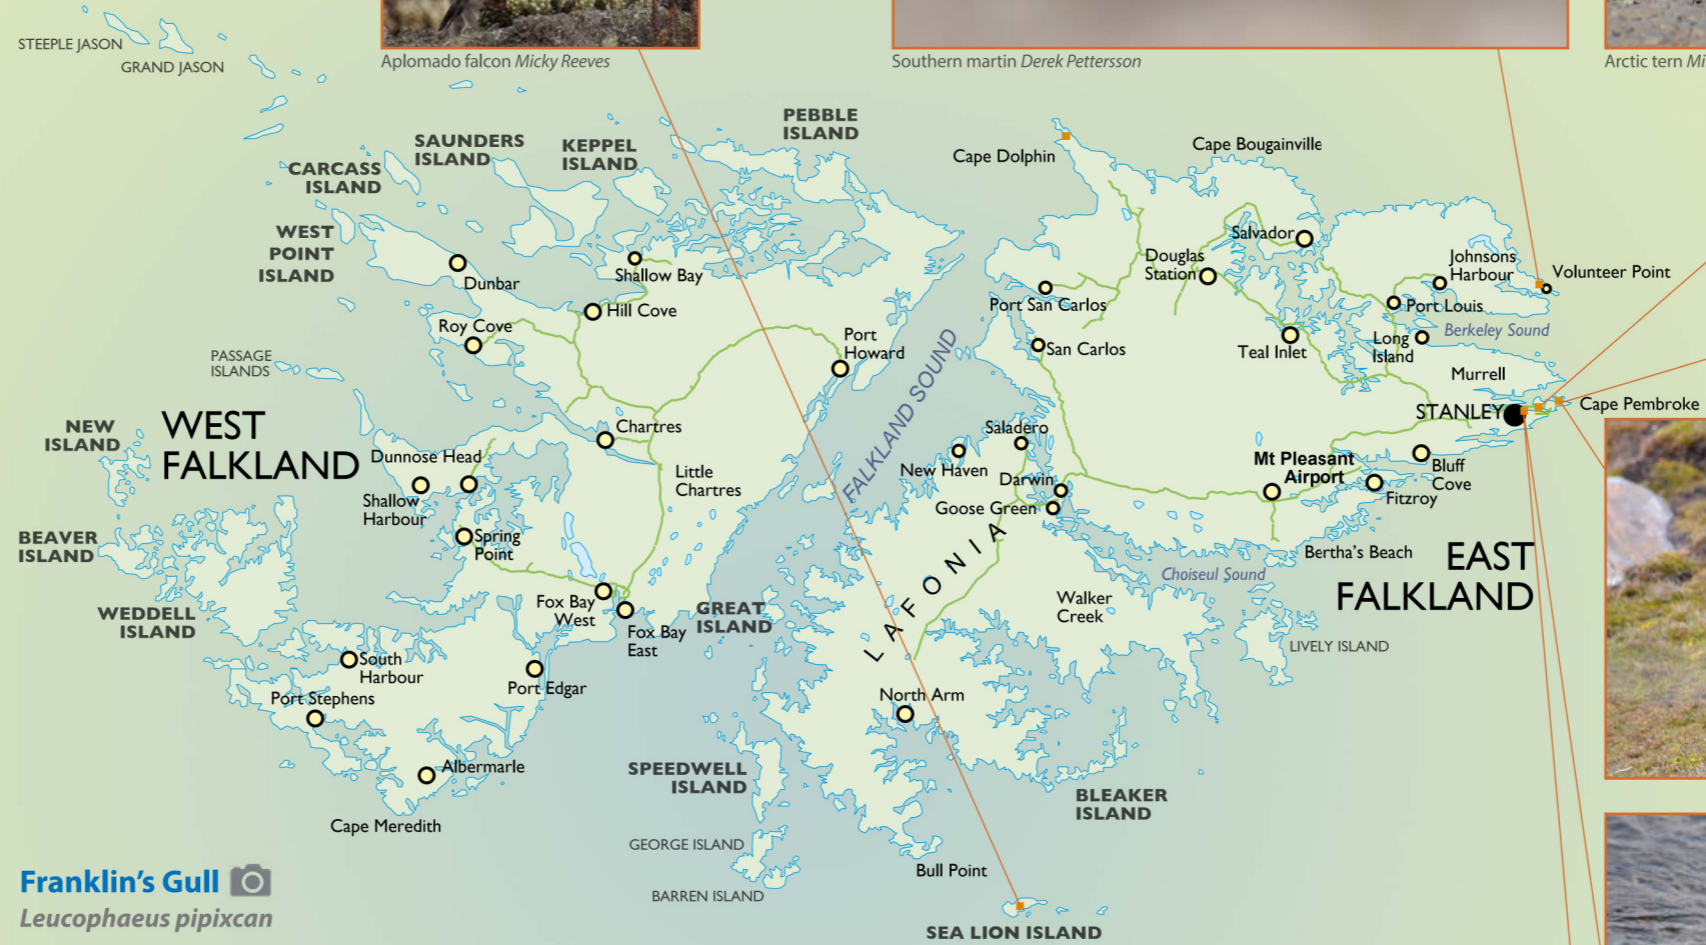 Aplomado falcon Micky Reeves
Southern martin Derek Pettersson
Arctic tern Mi
STEEPLE JASON
GRAND JASON
PEBBLE
ISLAND
SAUNDERS
ISLAND
KEPPEL
ISLAND
CARCASS
ISLAND
WEST
POINT
ISLAND
Cape Dolphin
Cape Bougainville
Dunbar
Shallow Bay
Hill Cove
Roy Cove
Port
Howard
PASSAGE
ISLANDS
Salvador
Douglas
Station
Johnsons
Harbour
Volunteer Point
Port San Carlos
Port Louis
Berkeley Sound
San Carlos
Teal Inlet
Long
Island
Murrell
STANLEY
Cape Pembroke
FALKLAND SOUND
NEW
ISLAND
WEST
FALKLAND
Chartres
Dunnose Head
Little
Chartres
Shallow
Harbour
Saladero
New Haven
Darwin
Goose Green
Mt Pleasant
Airport
Bluff
Cove
Fitzroy
BEAVER
ISLAND
Spring
Point
Bertha's Beach
EAST
FALKLAND
Choiseul Sound
LAFONIA
Walker
Creek
WEDDELL
ISLAND
Fox Bay
West
Fox Bay
East
GREAT
ISLAND
LIVELY ISLAND
South
Harbour
Port Edgar
Port Stephens
North Arm
Albermarle
SPEEDWELL
ISLAND
BLEAKER
ISLAND
Cape Meredith
GEORGE ISLAND
Bull Point
BARREN ISLAND
SEA LION ISLAND
Franklin's Gull
Leucophaeus pipixcan